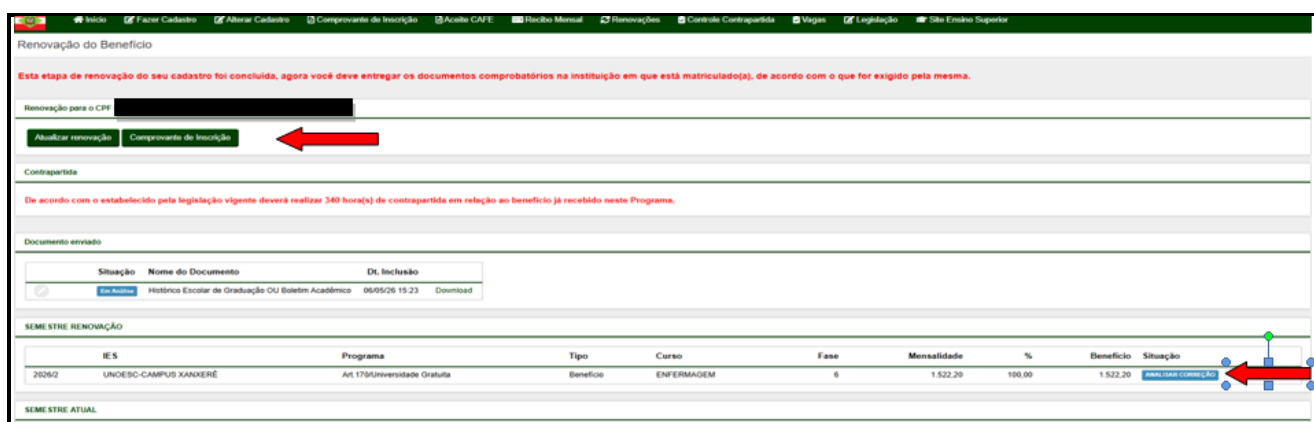 Início Fazer Cadastro Alterar Cadastro Comprovante de Inscrição Aceite CAFE Recibo Mensal Renovações Controle Contrapartida Vagas Legislação Site Ensino Superior
Renovação do Benefício
Esta etapa de renovação do seu cadastro foi concluída, agora você deve entregar os documentos comprobatórios na instituição em que está matriculado(a), de acordo com o que for exigido pela mesma.
Renovação para o CPF
Atualizar renovação Comprovante de Inscrição
Contrapartida
De acordo com o estabelecido pela legislação vigente deverá realizar 340 hora(s) de contrapartida em relação ao benefício já recebido neste Programa.
Documento enviado
Situação Nome do Documento Dt. Inclusão
Em Análise Histórico Escolar de Graduação OU Boletim Acadêmico 06/05/26 15:23 Download
SEMESTRE RENOVAÇÃO
IES Programa Tipo Curso Fase Mensalidade % Benefício Situação
2026/2 UNOESC-CAMPUS XANXERÊ Art.170/Universidade Gratuita Benefício ENFERMAGEM 6 1.522,20 100,00 1.522,20 ANALISAR CORREÇÃO
SEMESTRE ATUAL